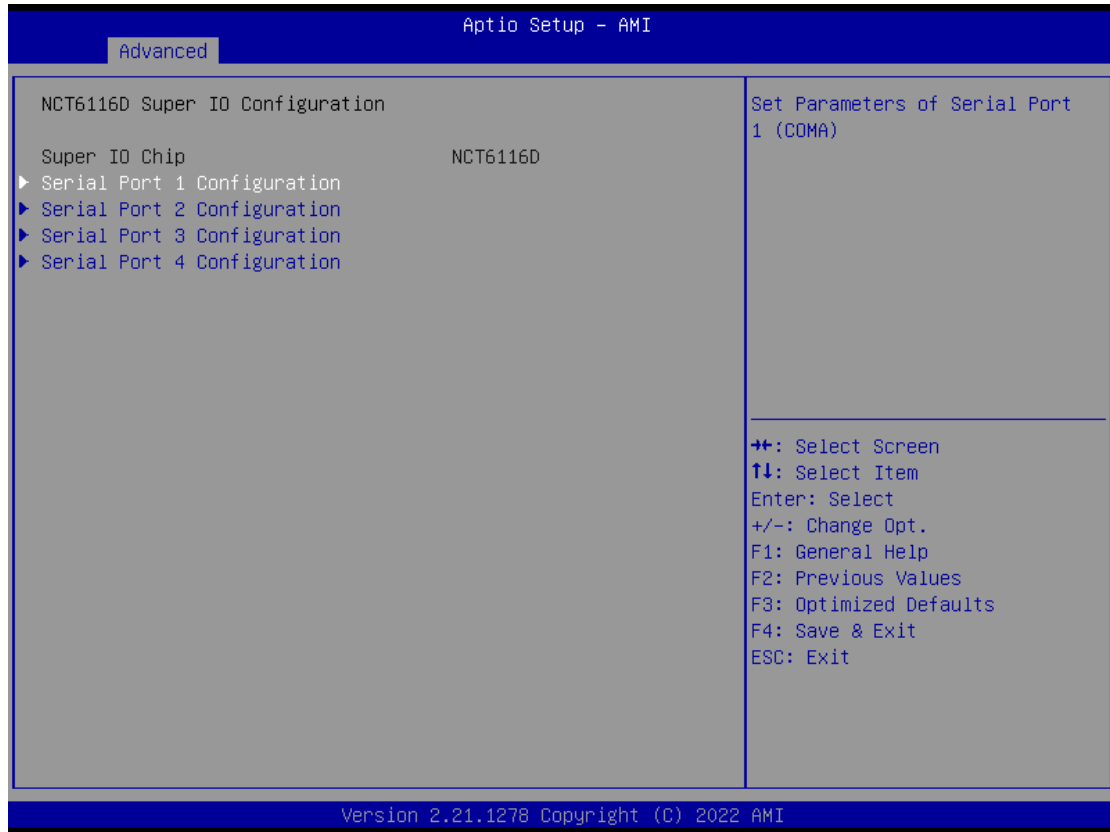 Aptio Setup – AMI
Advanced
NCT6116D Super IO Configuration
Super IO Chip NCT6116D
Serial Port 1 Configuration
Serial Port 2 Configuration
Serial Port 3 Configuration
Serial Port 4 Configuration
Set Parameters of Serial Port
1 (COMA)
→←: Select Screen
↑↓: Select Item
Enter: Select
+/-: Change Opt.
F1: General Help
F2: Previous Values
F3: Optimized Defaults
F4: Save & Exit
ESC: Exit
Version 2.21.1278 Copyright (C) 2022 AMI